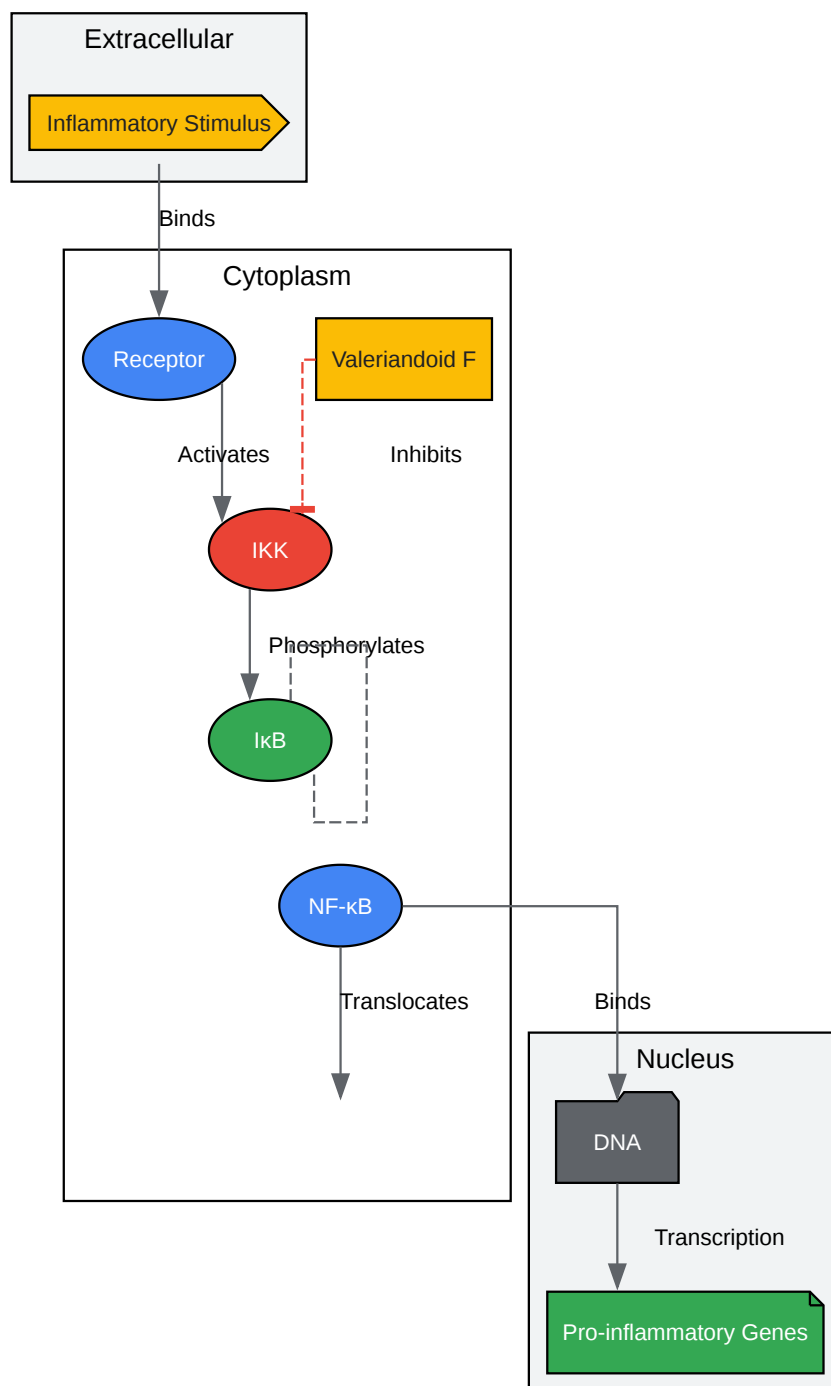 Extracellular
Inflammatory Stimulus
Binds
Cytoplasm
Receptor
Valeriandoid F
Activates
Inhibits
IKK
Phosphorylates
IκB
NF-κB
Translocates
Binds
Nucleus
DNA
Transcription
Pro-inflammatory Genes